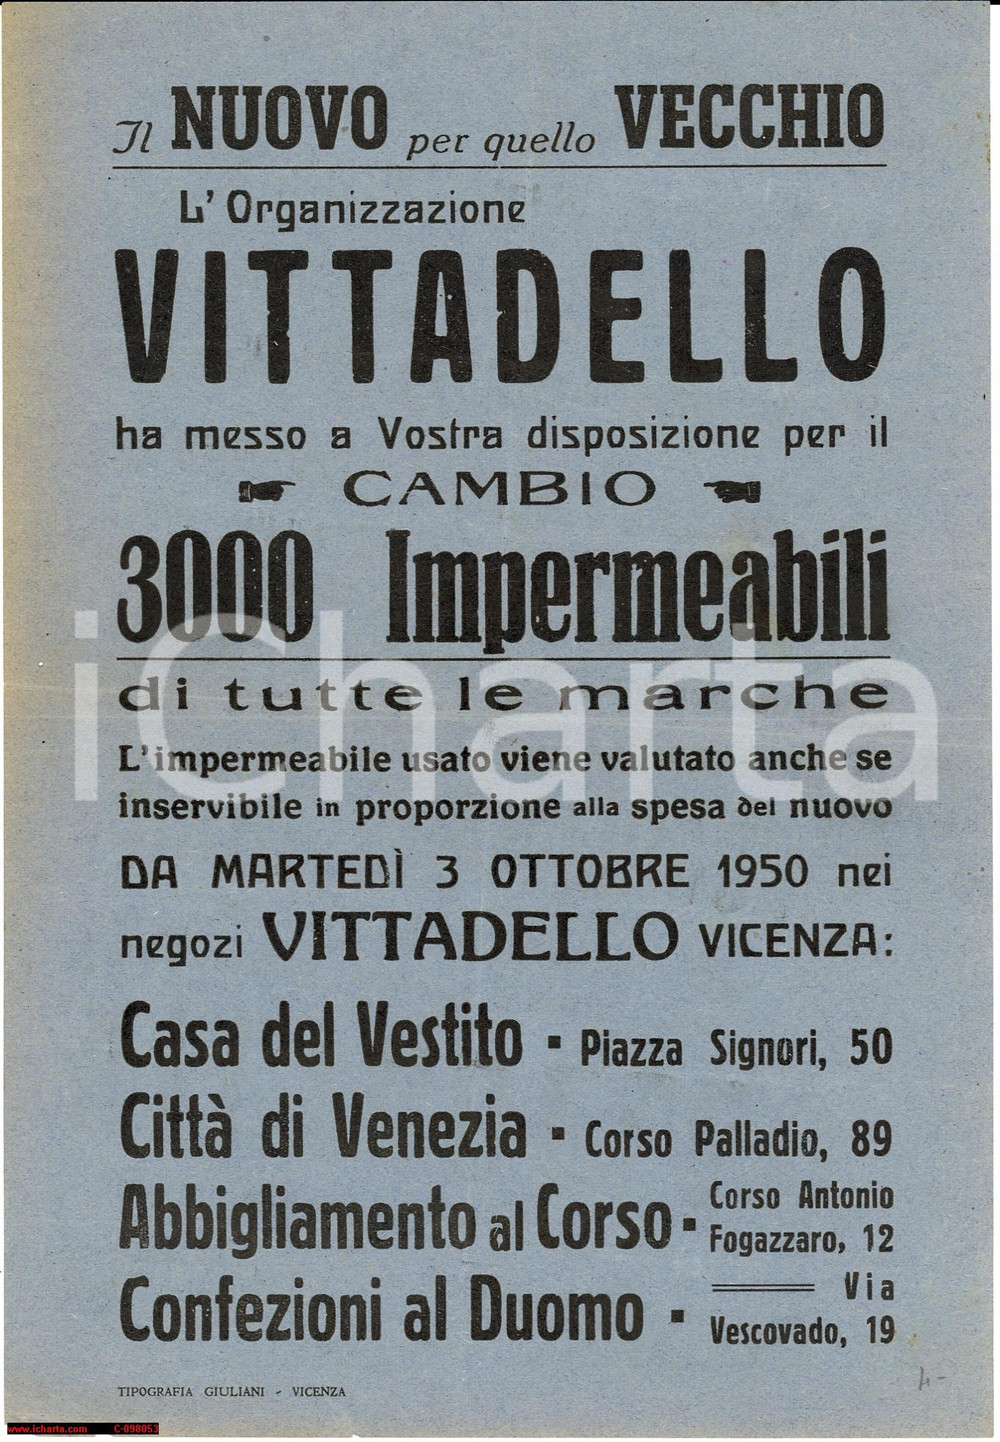 Il NUOVO per quello VECCHIO
L'Organizzazione
VITTADELLO
ha messo a Vostra disposizione per il
CAMBIO
3000 Impermeabili
di tutte le marche
L'impermeabile usato viene valutato anche se
inservibile in proporzione alla spesa del nuovo
DA MARTEDÌ 3 OTTOBRE 1950 nei
negozi VITTADELLO VICENZA:
Casa del Vestito - Piazza Signori, 50
Città di Venezia - Corso Palladio, 89
Abbigliamento al Corso - Corso Antonio
Fogazzaro, 12
Confezioni al Duomo - Via
Vescovado, 19
TIPOGRAFIA GIULIANI - VICENZA
4-
iCharta
www.icharta.com C-098053